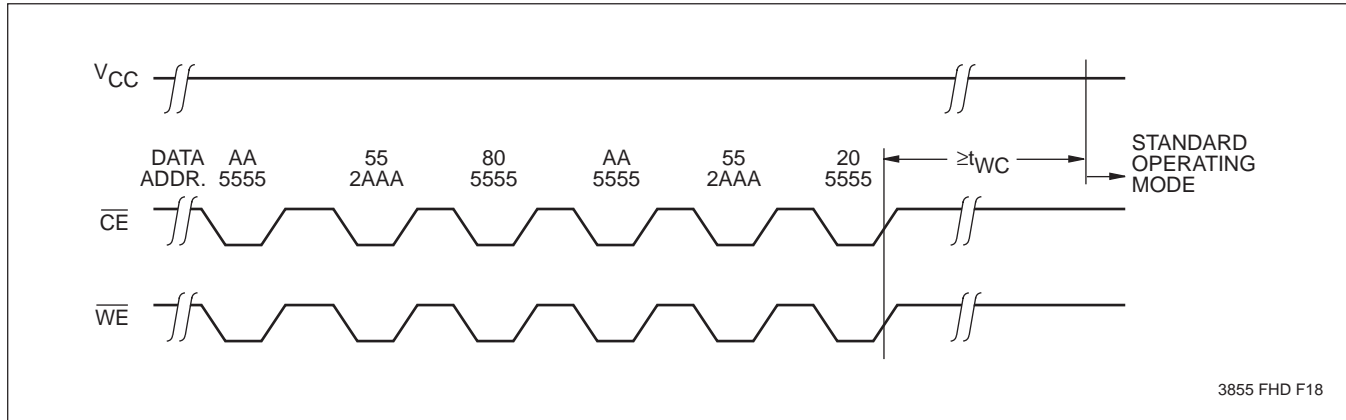 VCC
DATA AA 55 80 AA 55 20
ADDR. 5555 2AAA 5555 5555 2AAA 5555
≥tWC
STANDARD
OPERATING
MODE
CE
WE
3855 FHD F18